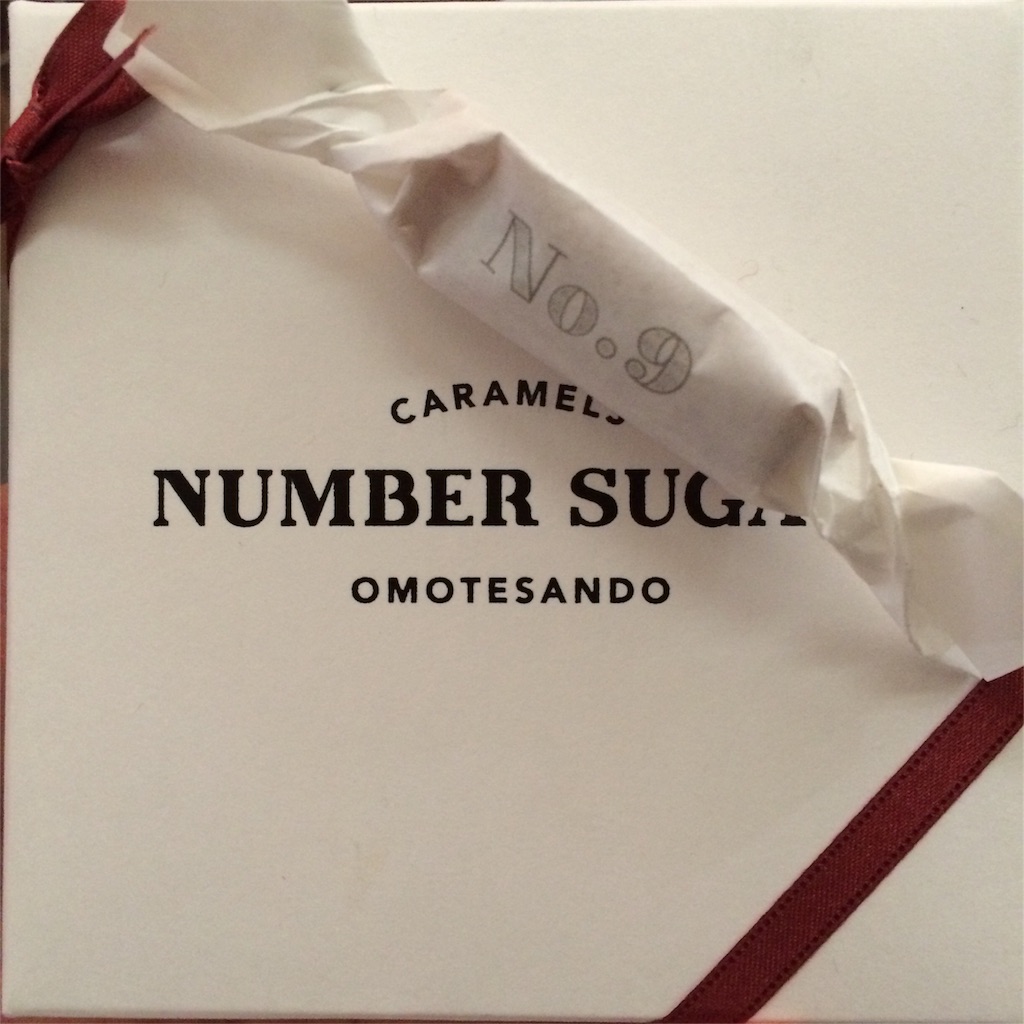 No.9
CARAMELS
NUMBER SUGA
OMOTESANDO